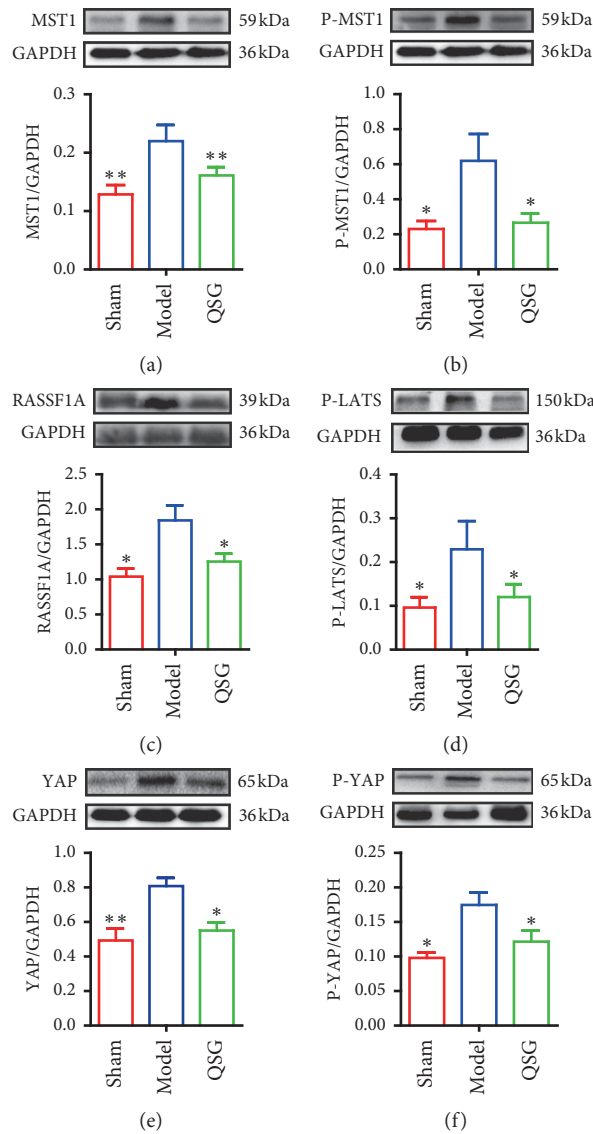 MST1 59kDa
GAPDH 36kDa
MST1/GAPDH
0.3
0.2
0.1
0.0
** **
Sham Model QSG
(a)
P-MST1 59kDa
GAPDH 36kDa
P-MST1/GAPDH
1.0
0.8
0.6
0.4
0.2
0.0
* *
Sham Model QSG
(b)
RASSF1A 39kDa
GAPDH 36kDa
RASSF1A/GAPDH
2.0
1.5
1.0
0.5
0.0
* *
Sham Model QSG
(c)
P-LATS 150kDa
GAPDH 36kDa
P-LATS/GAPDH
0.4
0.3
0.2
0.1
0.0
* *
Sham Model QSG
(d)
YAP 65kDa
GAPDH 36kDa
YAP/GAPDH
1.0
0.8
0.6
0.4
0.2
0.0
** *
Sham Model QSG
(e)
P-YAP 65kDa
GAPDH 36kDa
P-YAP/GAPDH
0.25
0.20
0.15
0.10
0.05
0.00
* *
Sham Model QSG
(f)